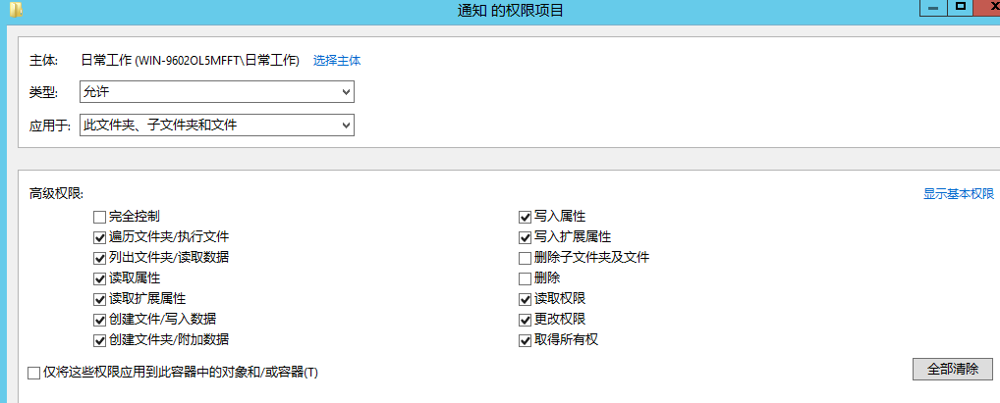 通知 的权限项目
主体: 日常工作 (WIN-9602OL5MFFT\日常工作) 选择主体
类型: 允许
应用于: 此文件夹、子文件夹和文件
高级权限: 显示基本权限
完全控制 写入属性
遍历文件夹/执行文件 写入扩展属性
列出文件夹/读取数据 删除子文件夹及文件
读取属性 删除
读取扩展属性 读取权限
创建文件/写入数据 更改权限
创建文件夹/附加数据 取得所有权
仅将这些权限应用到此容器中的对象和/或容器(T) 全部清除